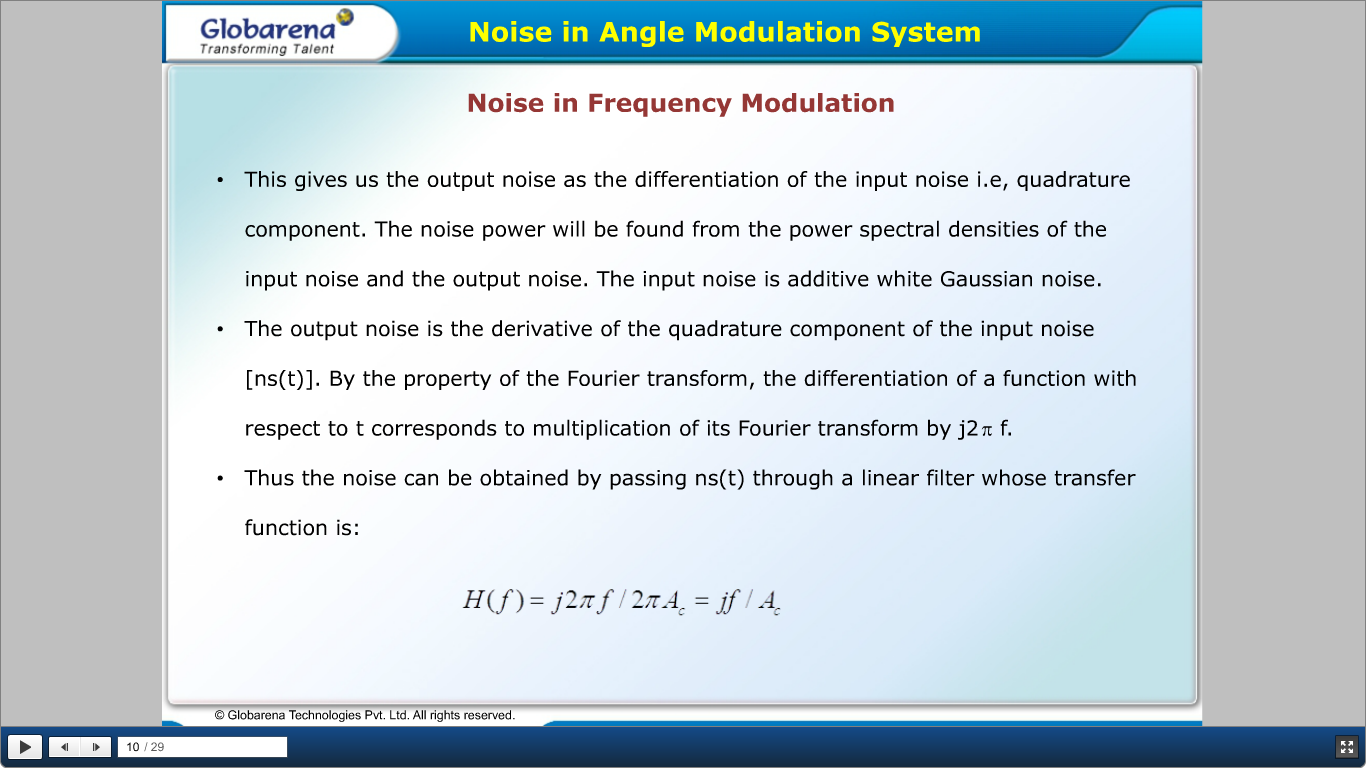 Globarena
Transforming Talent
Noise in Angle Modulation System
Noise in Frequency Modulation
• This gives us the output noise as the differentiation of the input noise i.e, quadrature
component. The noise power will be found from the power spectral densities of the
input noise and the output noise. The input noise is additive white Gaussian noise.
• The output noise is the derivative of the quadrature component of the input noise
[ns(t)]. By the property of the Fourier transform, the differentiation of a function with
respect to t corresponds to multiplication of its Fourier transform by j2π f.
• Thus the noise can be obtained by passing ns(t) through a linear filter whose transfer
function is:
H(f) = j2π f / 2π A_c = jf / A_c
© Globarena Technologies Pvt. Ltd. All rights reserved.
10 / 29